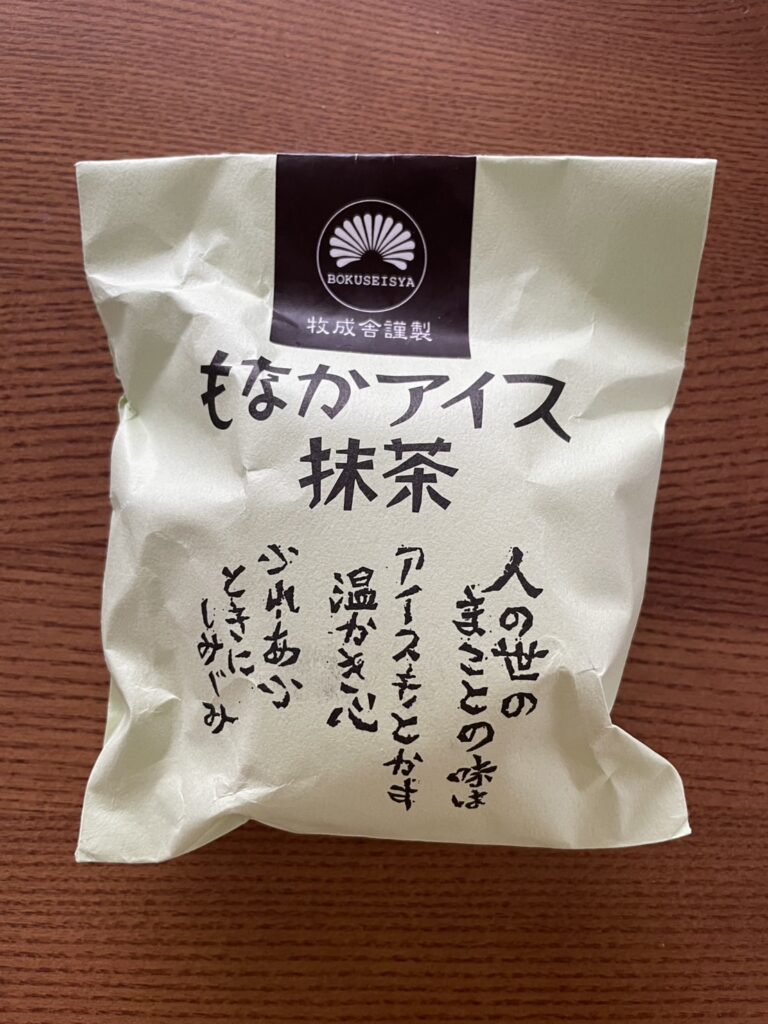 BOKUSEISYA
牧成舎謹製
もなかアイス
抹茶
人の世の
まことの味は
アイスもとかす
温かき心
ふれあふ
ときに
しみじみ